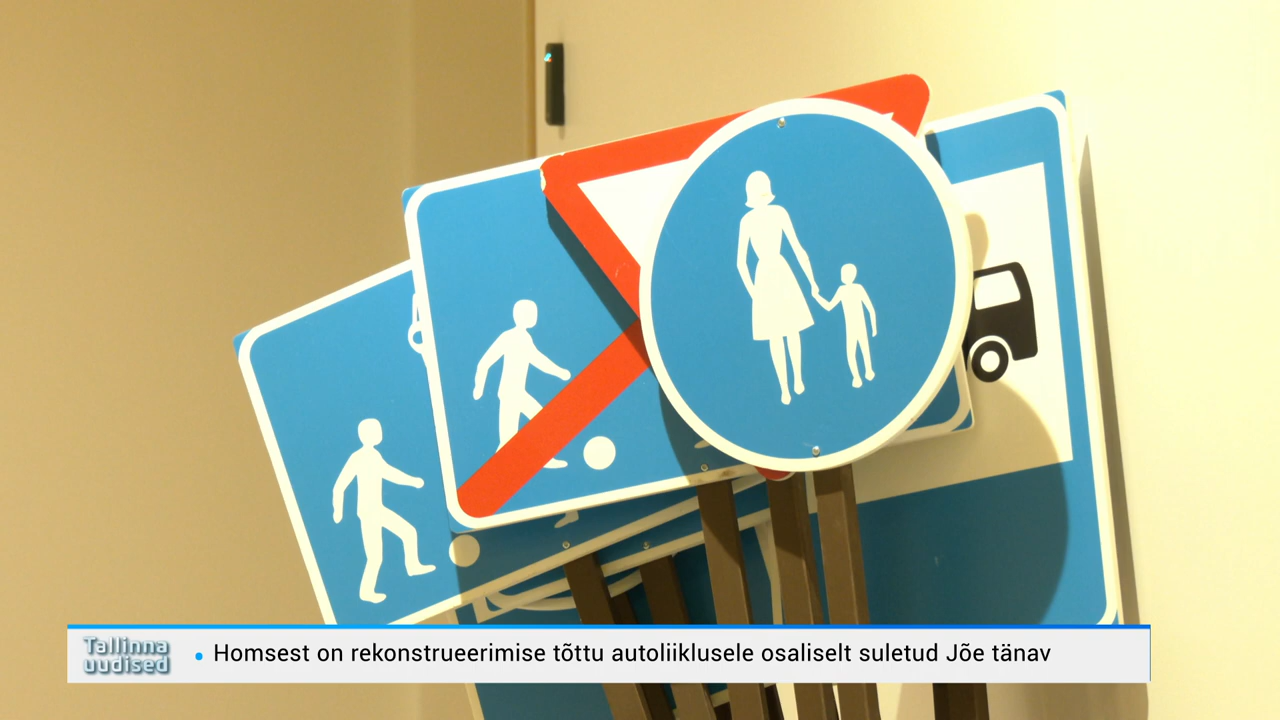 Tallinna
uudised
• Homsest on rekonstrueerimise tõttu autoliiklusele osaliselt suletud Jõe tänav